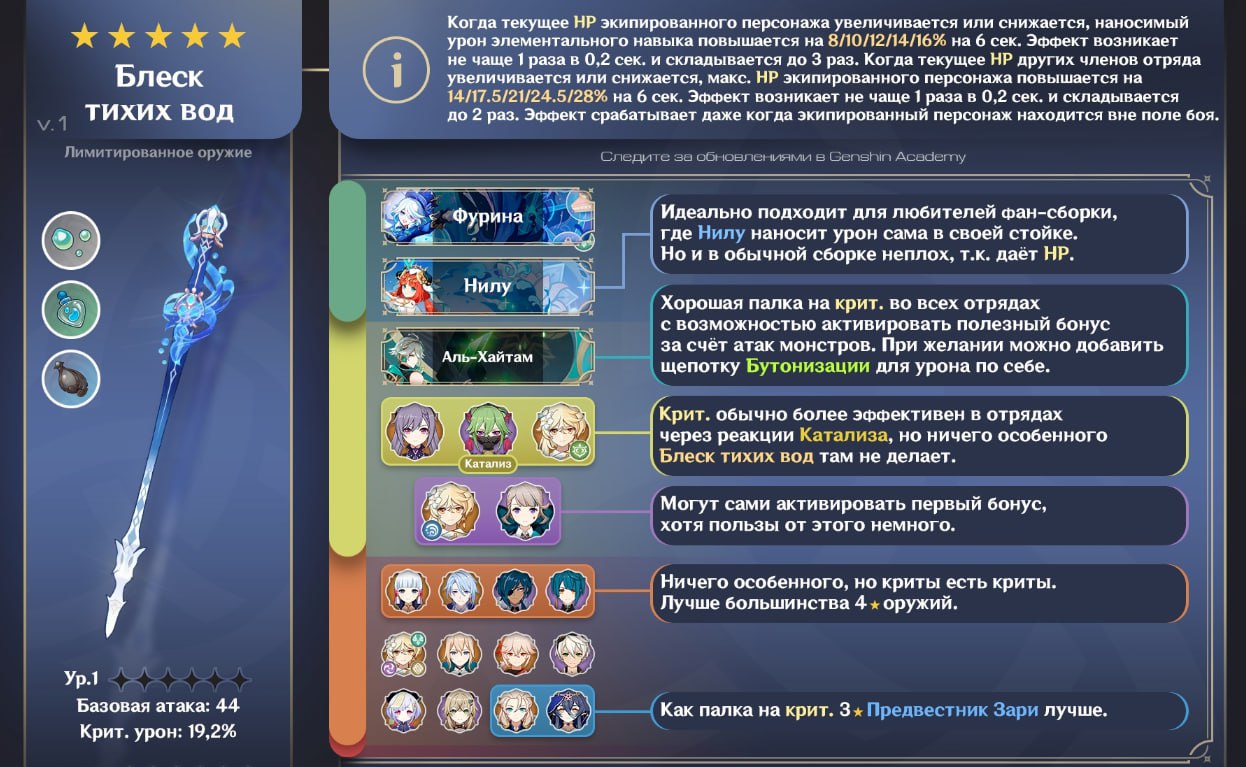 Блеск
тихих вод
v.1
Лимитированное оружие
Ур.1
Базовая атака: 44
Крит. урон: 19,2%
Когда текущее HP экипированного персонажа увеличивается или снижается, наносимый
урон элементального навыка повышается на 8/10/12/14/16% на 6 сек. Эффект возникает
не чаще 1 раза в 0,2 сек. и складывается до 3 раз. Когда текущее HP других членов отряда
увеличивается или снижается, макс. HP экипированного персонажа повышается на
14/17.5/21/24.5/28% на 6 сек. Эффект возникает не чаще 1 раза в 0,2 сек. и складывается
до 2 раз. Эффект срабатывает даже когда экипированный персонаж находится вне поле боя.
Следите за обновлениями в Genshin Academy
Фурина
Нилу
Идеально подходит для любителей фан-сборки,
где Нилу наносит урон сама в своей стойке.
Но и в обычной сборке неплох, т.к. даёт HP.
Аль-Хайтам
Хорошая палка на крит. во всех отрядах
с возможностью активировать полезный бонус
за счёт атак монстров. При желании можно добавить
щепотку Бутонизации для урона по себе.
Катализ
Крит. обычно более эффективен в отрядах
через реакции Катализа, но ничего особенного
Блеск тихих вод там не делает.
Могут сами активировать первый бонус,
хотя пользы от этого немного.
Ничего особенного, но криты есть криты.
Лучше большинства 4★ оружий.
Как палка на крит. 3★ Предвестник Зари лучше.